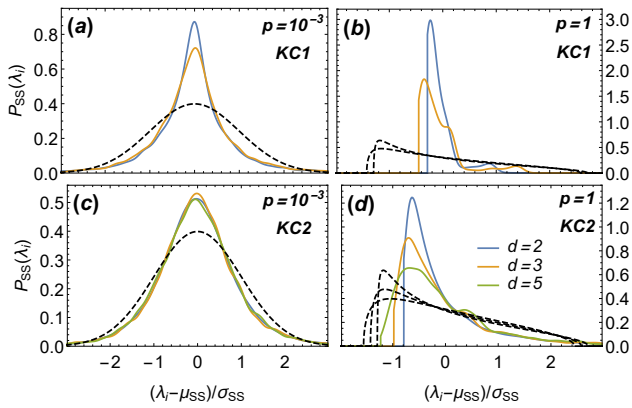 (a) p=10⁻³ (b) p=1
KC1 KC1
0.8
0.6
0.4
0.2
0.0
3.0
2.5
2.0
1.5
1.0
0.5
0.0
P_SS(λ_i)
(c) p=10⁻³ (d) p=1
KC2 KC2
0.5
0.4
0.3
0.2
0.1
0.0
1.2
1.0
0.8
0.6
0.4
0.2
0.0
P_SS(λ_i)
d=2
d=3
d=5
−2 −1 0 1 2 −1 0 1 2
(λ_i−μ_SS)/σ_SS (λ_i−μ_SS)/σ_SS